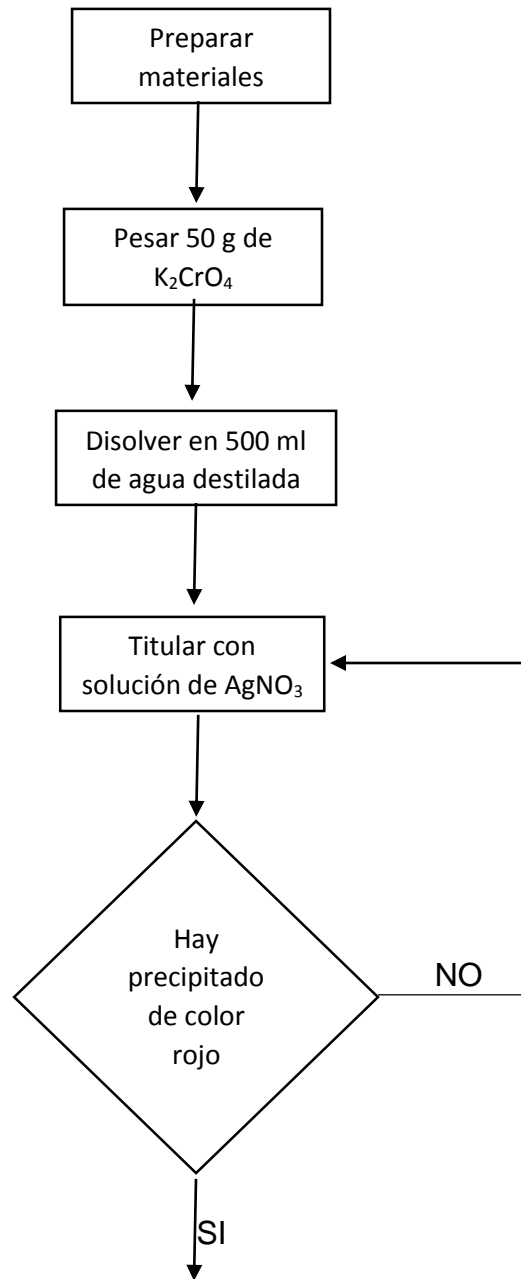 Preparar
materiales
Pesar 50 g de
K₂CrO₄
Disolver en 500 ml
de agua destilada
Titular con
solución de AgNO₃
Hay
precipitado
de color
rojo
NO
SI